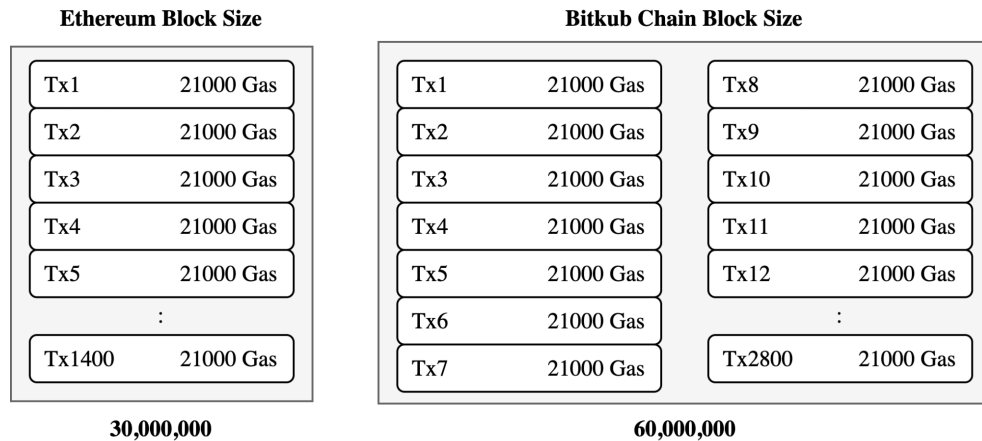 Ethereum Block Size
Tx1 21000 Gas
Tx2 21000 Gas
Tx3 21000 Gas
Tx4 21000 Gas
Tx5 21000 Gas
:
Tx1400 21000 Gas
30,000,000
Bitkub Chain Block Size
Tx1 21000 Gas
Tx2 21000 Gas
Tx3 21000 Gas
Tx4 21000 Gas
Tx5 21000 Gas
Tx6 21000 Gas
Tx7 21000 Gas
Tx8 21000 Gas
Tx9 21000 Gas
Tx10 21000 Gas
Tx11 21000 Gas
Tx12 21000 Gas
:
Tx2800 21000 Gas
60,000,000